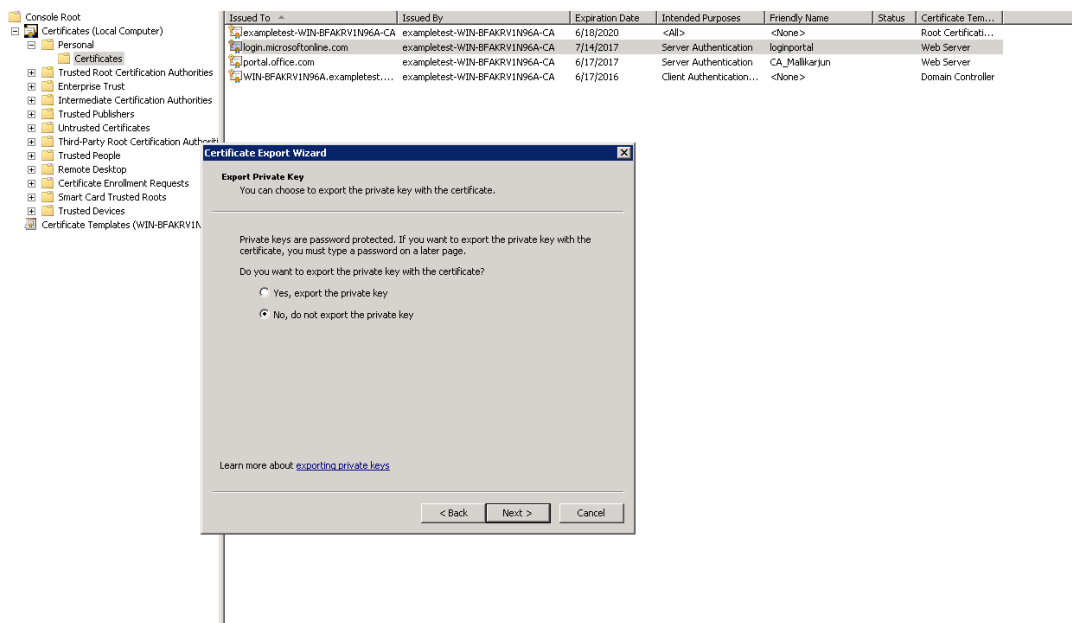 Console Root
Certificates (Local Computer)
Personal
Certificates
Trusted Root Certification Authorities
Enterprise Trust
Intermediate Certification Authorities
Trusted Publishers
Untrusted Certificates
Third-Party Root Certification Authoriti
Trusted People
Remote Desktop
Certificate Enrollment Requests
Smart Card Trusted Roots
Trusted Devices
Certificate Templates (WIN-BFAKRV1N
Issued To Issued By Expiration Date Intended Purposes Friendly Name Status Certificate Tem...
exampletest-WIN-BFAKRV1N96A-CA exampletest-WIN-BFAKRV1N96A-CA 6/18/2020 <All> <None> Root Certificati...
login.microsoftonline.com exampletest-WIN-BFAKRV1N96A-CA 7/14/2017 Server Authentication loginportal Web Server
portal.office.com exampletest-WIN-BFAKRV1N96A-CA 6/17/2017 Server Authentication CA_Mallikarjun Web Server
WIN-BFAKRV1N96A.exampletest.... exampletest-WIN-BFAKRV1N96A-CA 6/17/2016 Client Authentication... <None> Domain Controller
Certificate Export Wizard
Export Private Key
You can choose to export the private key with the certificate.
Private keys are password protected. If you want to export the private key with the
certificate, you must type a password on a later page.
Do you want to export the private key with the certificate?
Yes, export the private key
No, do not export the private key
Learn more about exporting private keys
< Back Next > Cancel